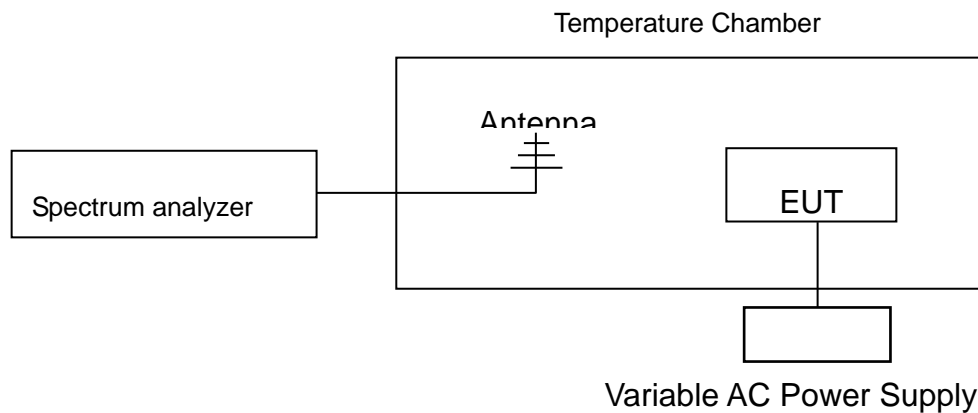 Temperature Chamber
Antenna
Spectrum analyzer
EUT
Variable AC Power Supply